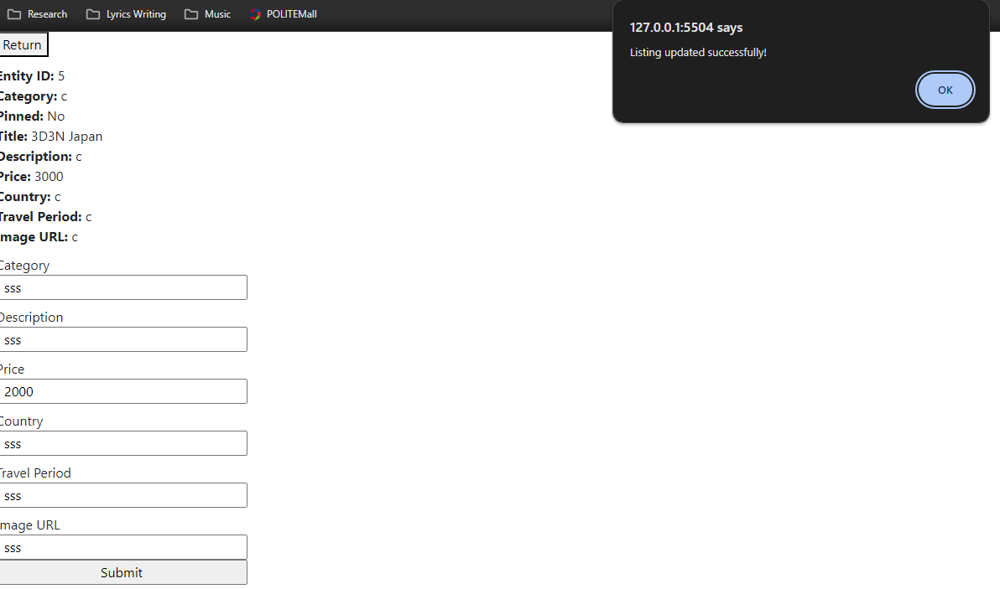 Research Lyrics Writing Music POLITEMall
127.0.0.1:5504 says
Listing updated successfully!
OK
Return
Entity ID: 5
Category: c
Pinned: No
Title: 3D3N Japan
Description: c
Price: 3000
Country: c
Travel Period: c
Image URL: c
Category
sss
Description
sss
Price
2000
Country
sss
Travel Period
sss
Image URL
sss
Submit